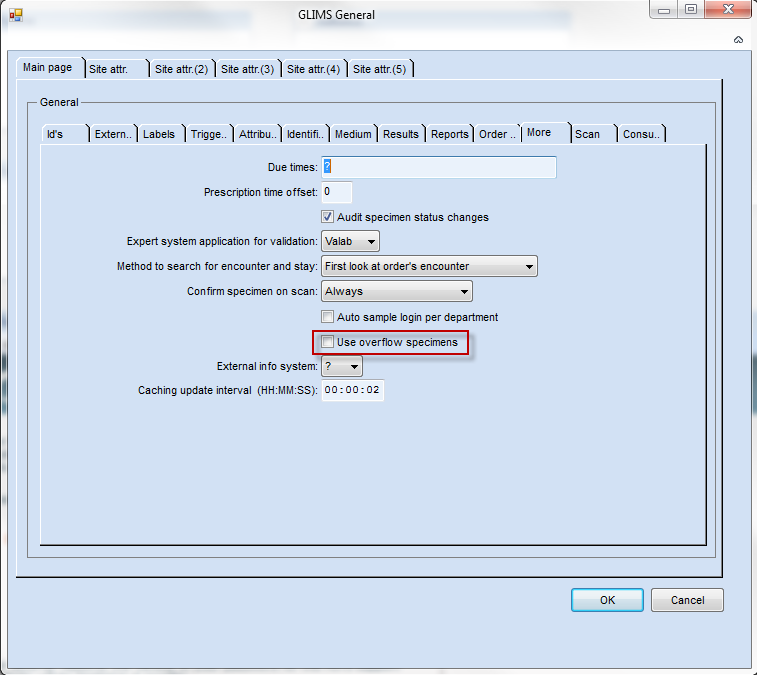 GLIMS General
Main page Site attr. Site attr.(2) Site attr.(3) Site attr.(4) Site attr.(5)
General
Id's Extern.. Labels Trigge.. Attribu.. Identifi.. Medium Results Reports Order .. More Scan Consu..
Due times: ?
Prescription time offset: 0
Audit specimen status changes
Expert system application for validation: Valab
Method to search for encounter and stay: First look at order's encounter
Confirm specimen on scan: Always
Auto sample login per department
Use overflow specimens
External info system: ?
Caching update interval (HH:MM:SS): 00:00:02
OK Cancel